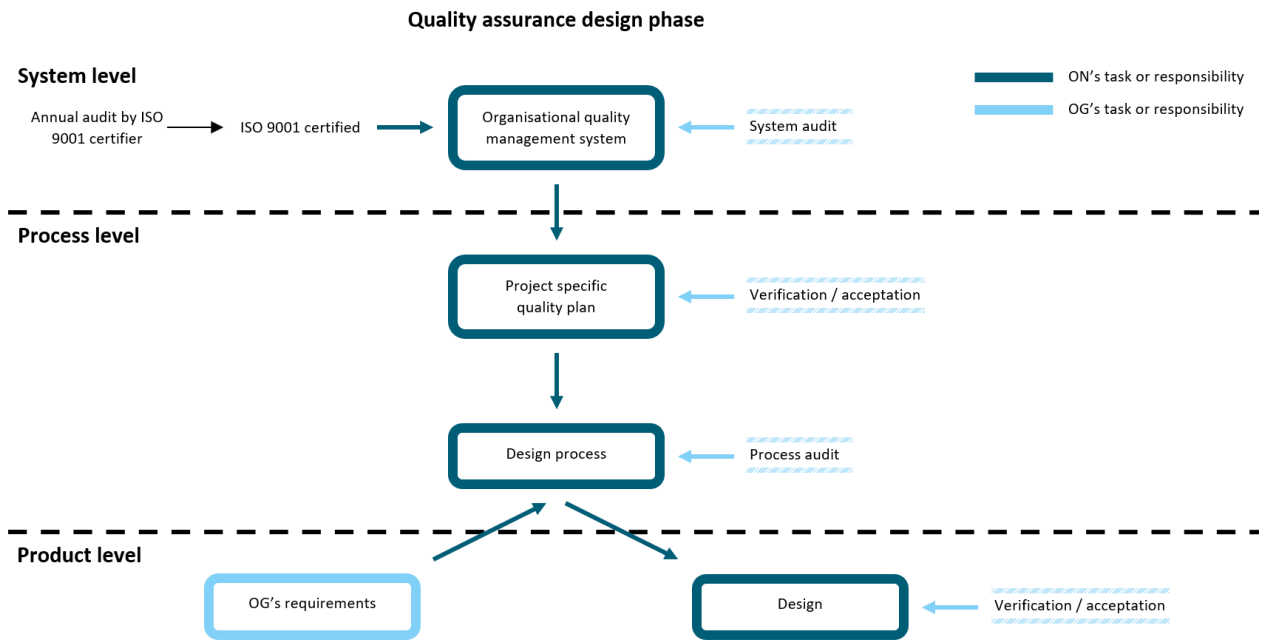 Quality assurance design phase
System level
ON's task or responsibility
OG's task or responsibility
Annual audit by ISO
9001 certifier
ISO 9001 certified
Organisational quality
management system
System audit
Process level
Project specific
quality plan
Verification / acceptation
Design process
Process audit
Product level
OG's requirements
Design
Verification / acceptation